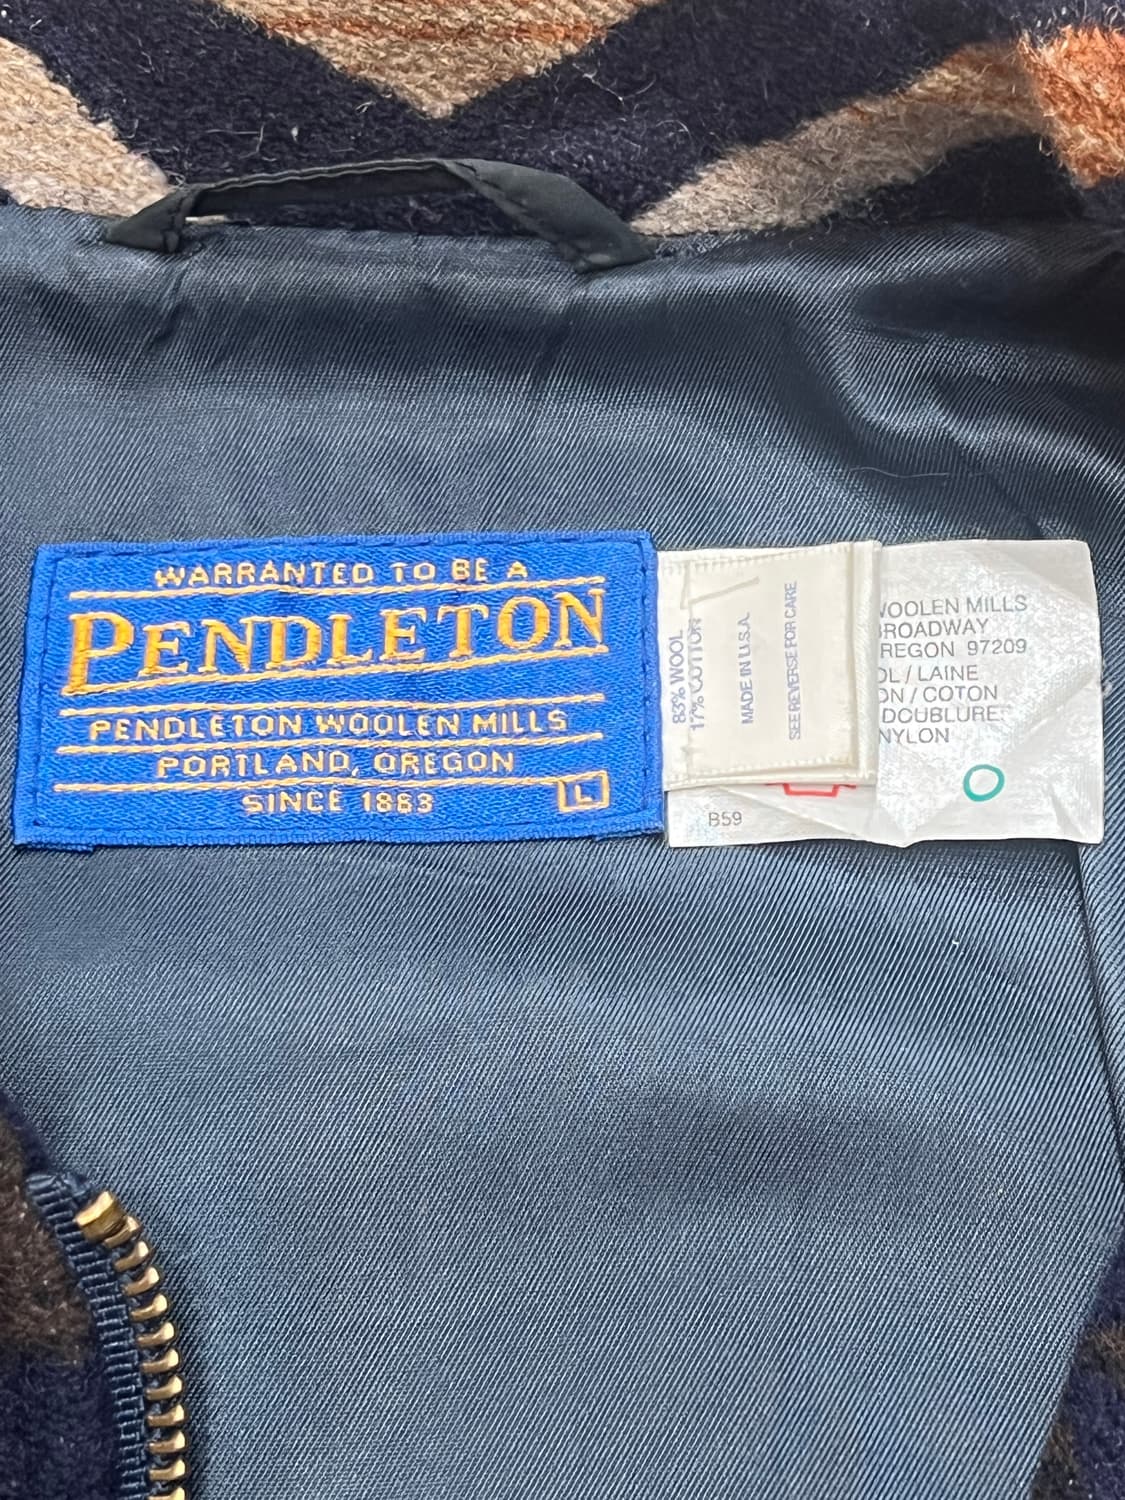 WARRANTED TO BE A
PENDLETON
PENDLETON WOOLEN MILLS
PORTLAND, OREGON
SINCE 1863
L
83% WOOL
17% COTTON
MADE IN U.S.A.
SEE REVERSE FOR CARE
WOOLEN MILLS
BROADWAY
REGON 97209
OL / LAINE
ON / COTON
DOUBLURE
NYLON
B59